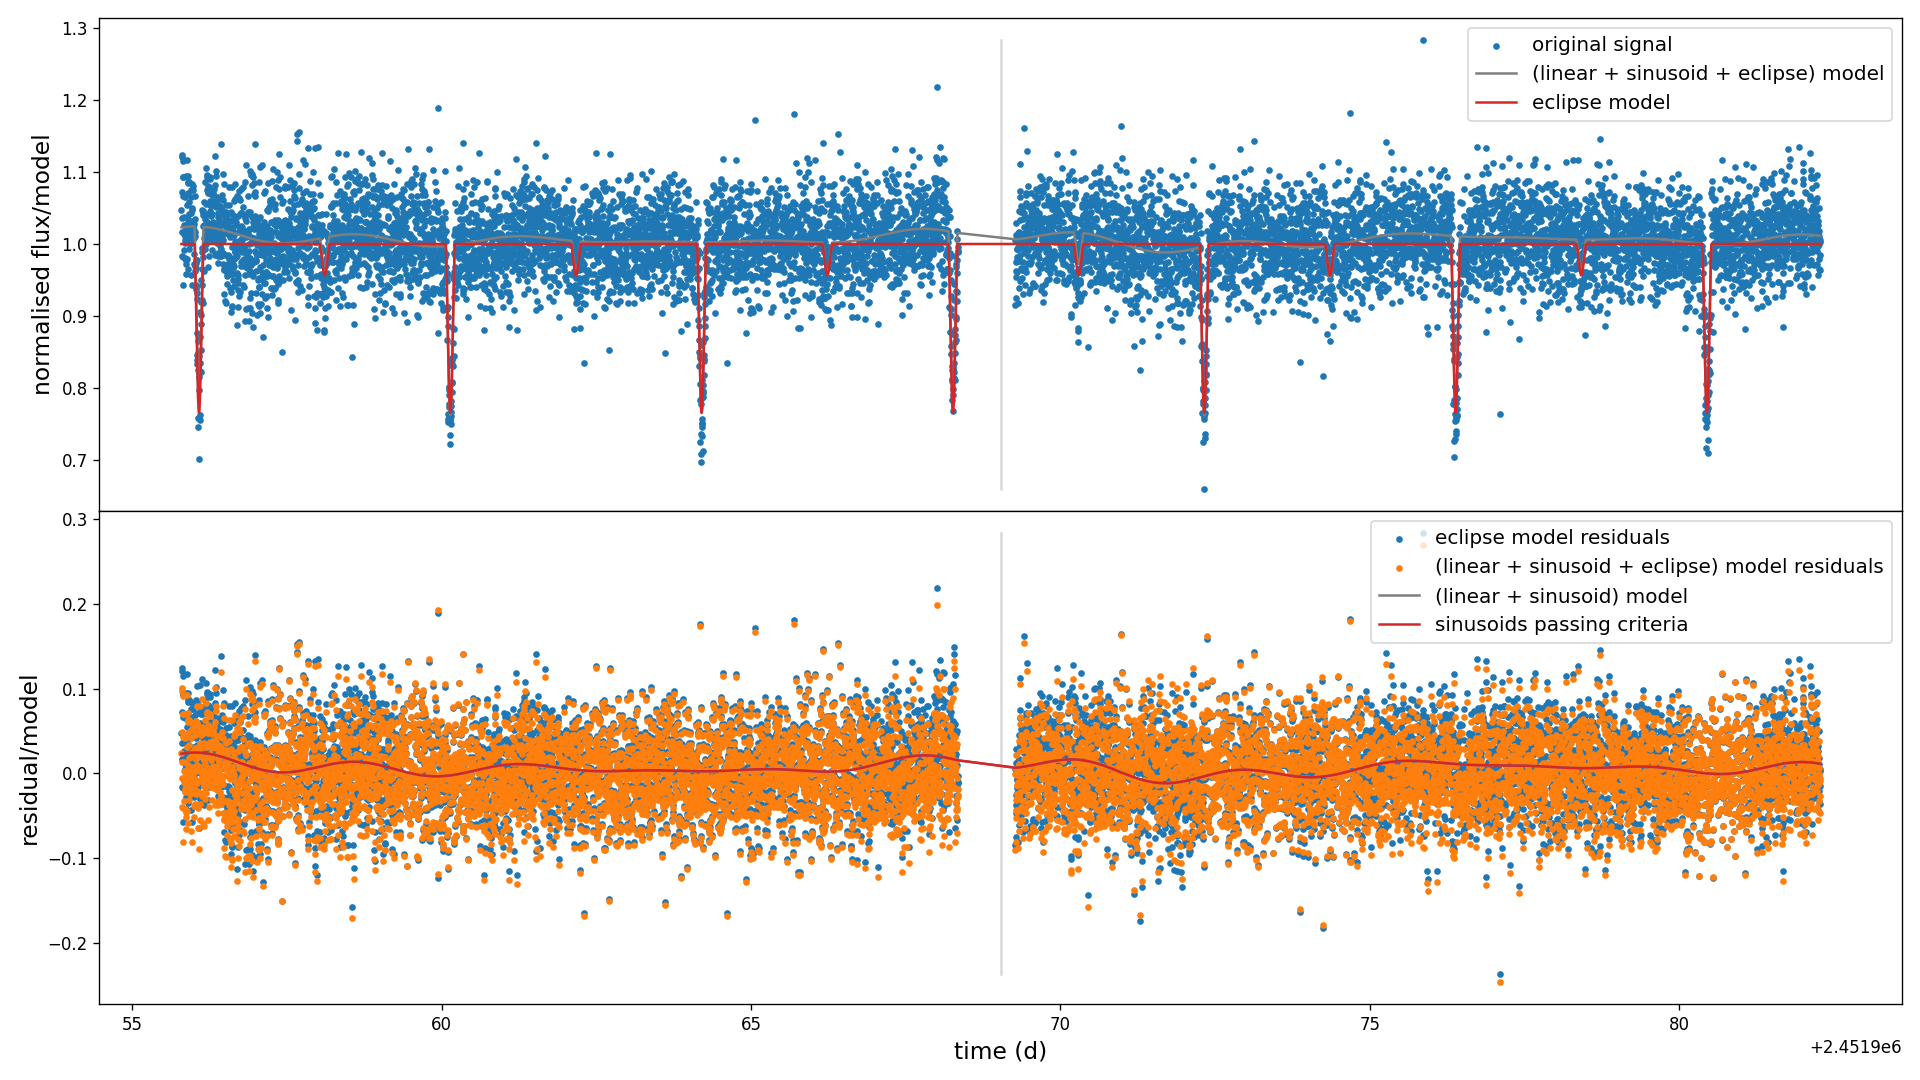 1.3
1.2
1.1
1.0
0.9
0.8
0.7
normalised flux/model
original signal
(linear + sinusoid + eclipse) model
eclipse model
0.3
0.2
0.1
0.0
−0.1
−0.2
residual/model
eclipse model residuals
(linear + sinusoid + eclipse) model residuals
(linear + sinusoid) model
sinusoids passing criteria
55
60
65
70
75
80
time (d)
+2.4519e6